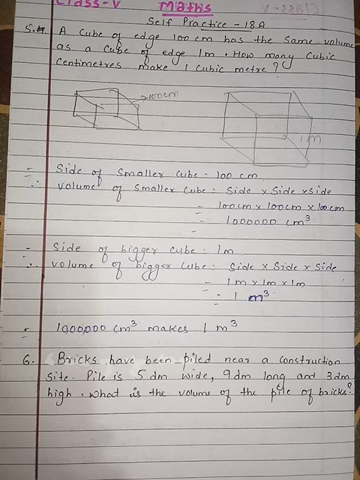 Class-V Maths
Self Practice - 18A
5. A Cube of edge 100 cm has the same volume
as a Cube of edge 1m. How many Cubic
Centimetres make 1 cubic metre?
100cm
1m
Side of Smaller Cube = 100 cm
∴ Volume of Smaller Cube = Side x Side x side
= 100cm x 100cm x 100cm
= 1000000 cm³
Side of bigger Cube = 1m
∴ volume of bigger Cube = Side x Side x Side
= 1m x 1m x 1m
= 1 m³
= 1000000 cm³ makes 1 m³
6. Bricks have been piled near a construction
site. Pile is 5 dm wide, 9dm long and 3dm
high. What is the volume of the pile of bricks?